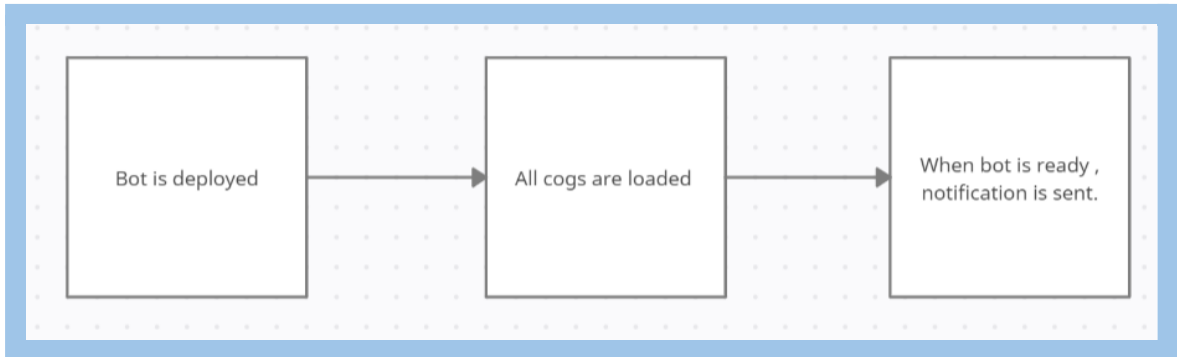 Bot is deployed
All cogs are loaded
When bot is ready ,
notification is sent.